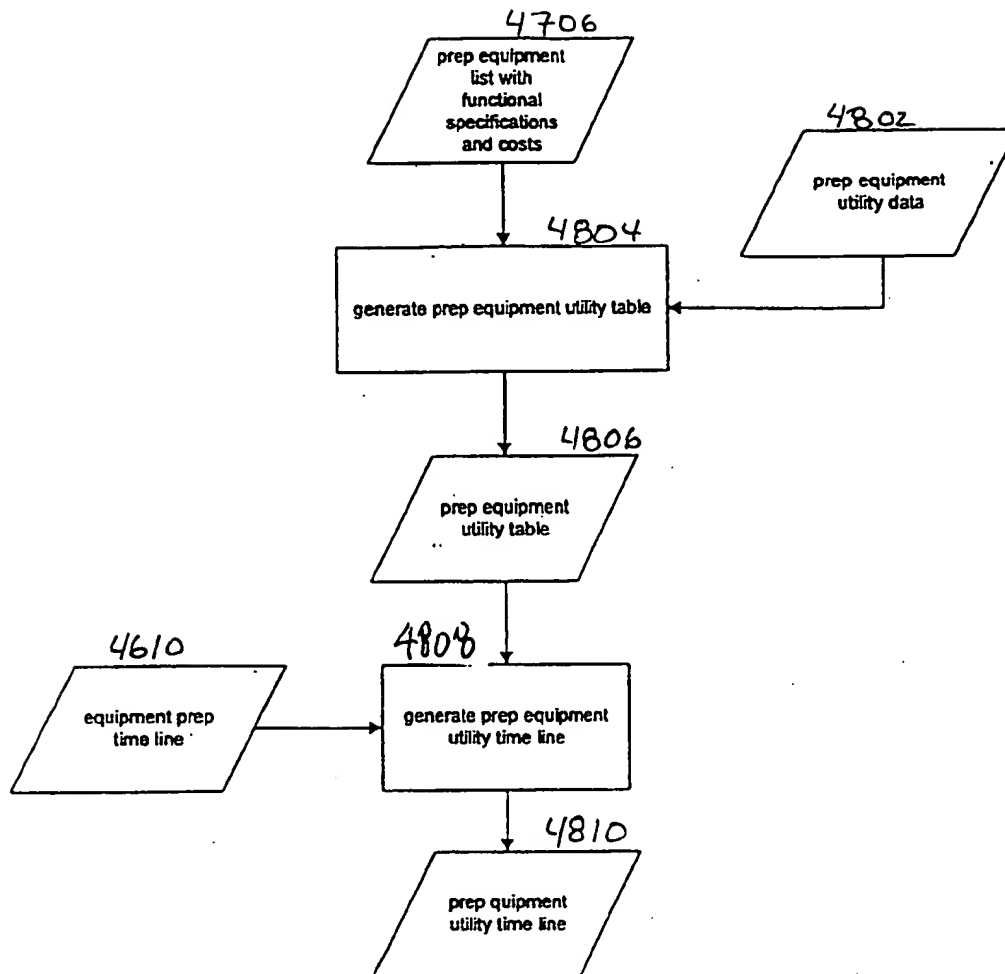 4706
prep equipment
list with
functional
specifications
and costs
4802
prep equipment
utility data
4804
generate prep equipment utility table
4806
prep equipment
utility table
4610
equipment prep
time line
4808
generate prep equipment
utility time line
4810
prep quipment
utility time line